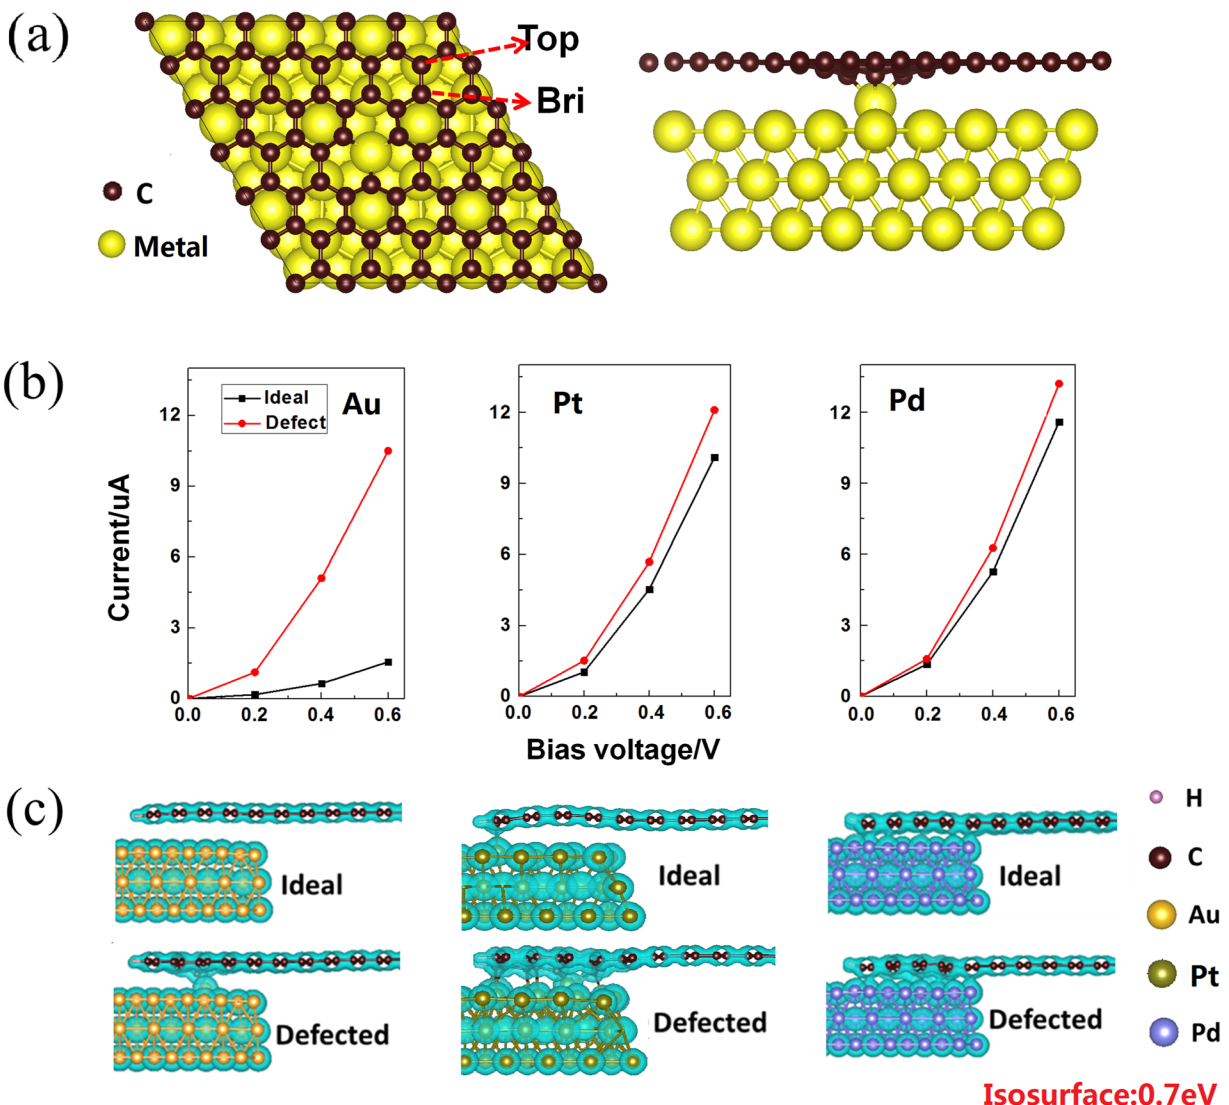 (a)
Top
Bri
C
Metal
(b)
Ideal
Defect
Au
Pt
Pd
Current/uA
12
9
6
3
0
0.0 0.2 0.4 0.6
12
9
6
3
0
0.0 0.2 0.4 0.6
12
9
6
3
0
0.0 0.2 0.4 0.6
Bias voltage/V
(c)
Ideal
Ideal
Ideal
Defected
Defected
Defected
H
C
Au
Pt
Pd
Isosurface:0.7eV